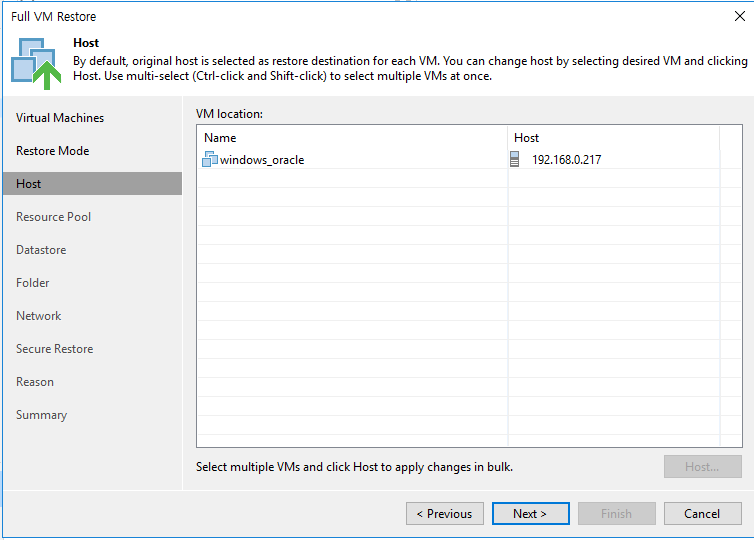 Full VM Restore
Host
By default, original host is selected as restore destination for each VM. You can change host by selecting desired VM and clicking
Host. Use multi-select (Ctrl-click and Shift-click) to select multiple VMs at once.
Virtual Machines
Restore Mode
Host
Resource Pool
Datastore
Folder
Network
Secure Restore
Reason
Summary
VM location:
Name Host
windows_oracle 192.168.0.217
Select multiple VMs and click Host to apply changes in bulk.
Host...
< Previous
Next >
Finish
Cancel